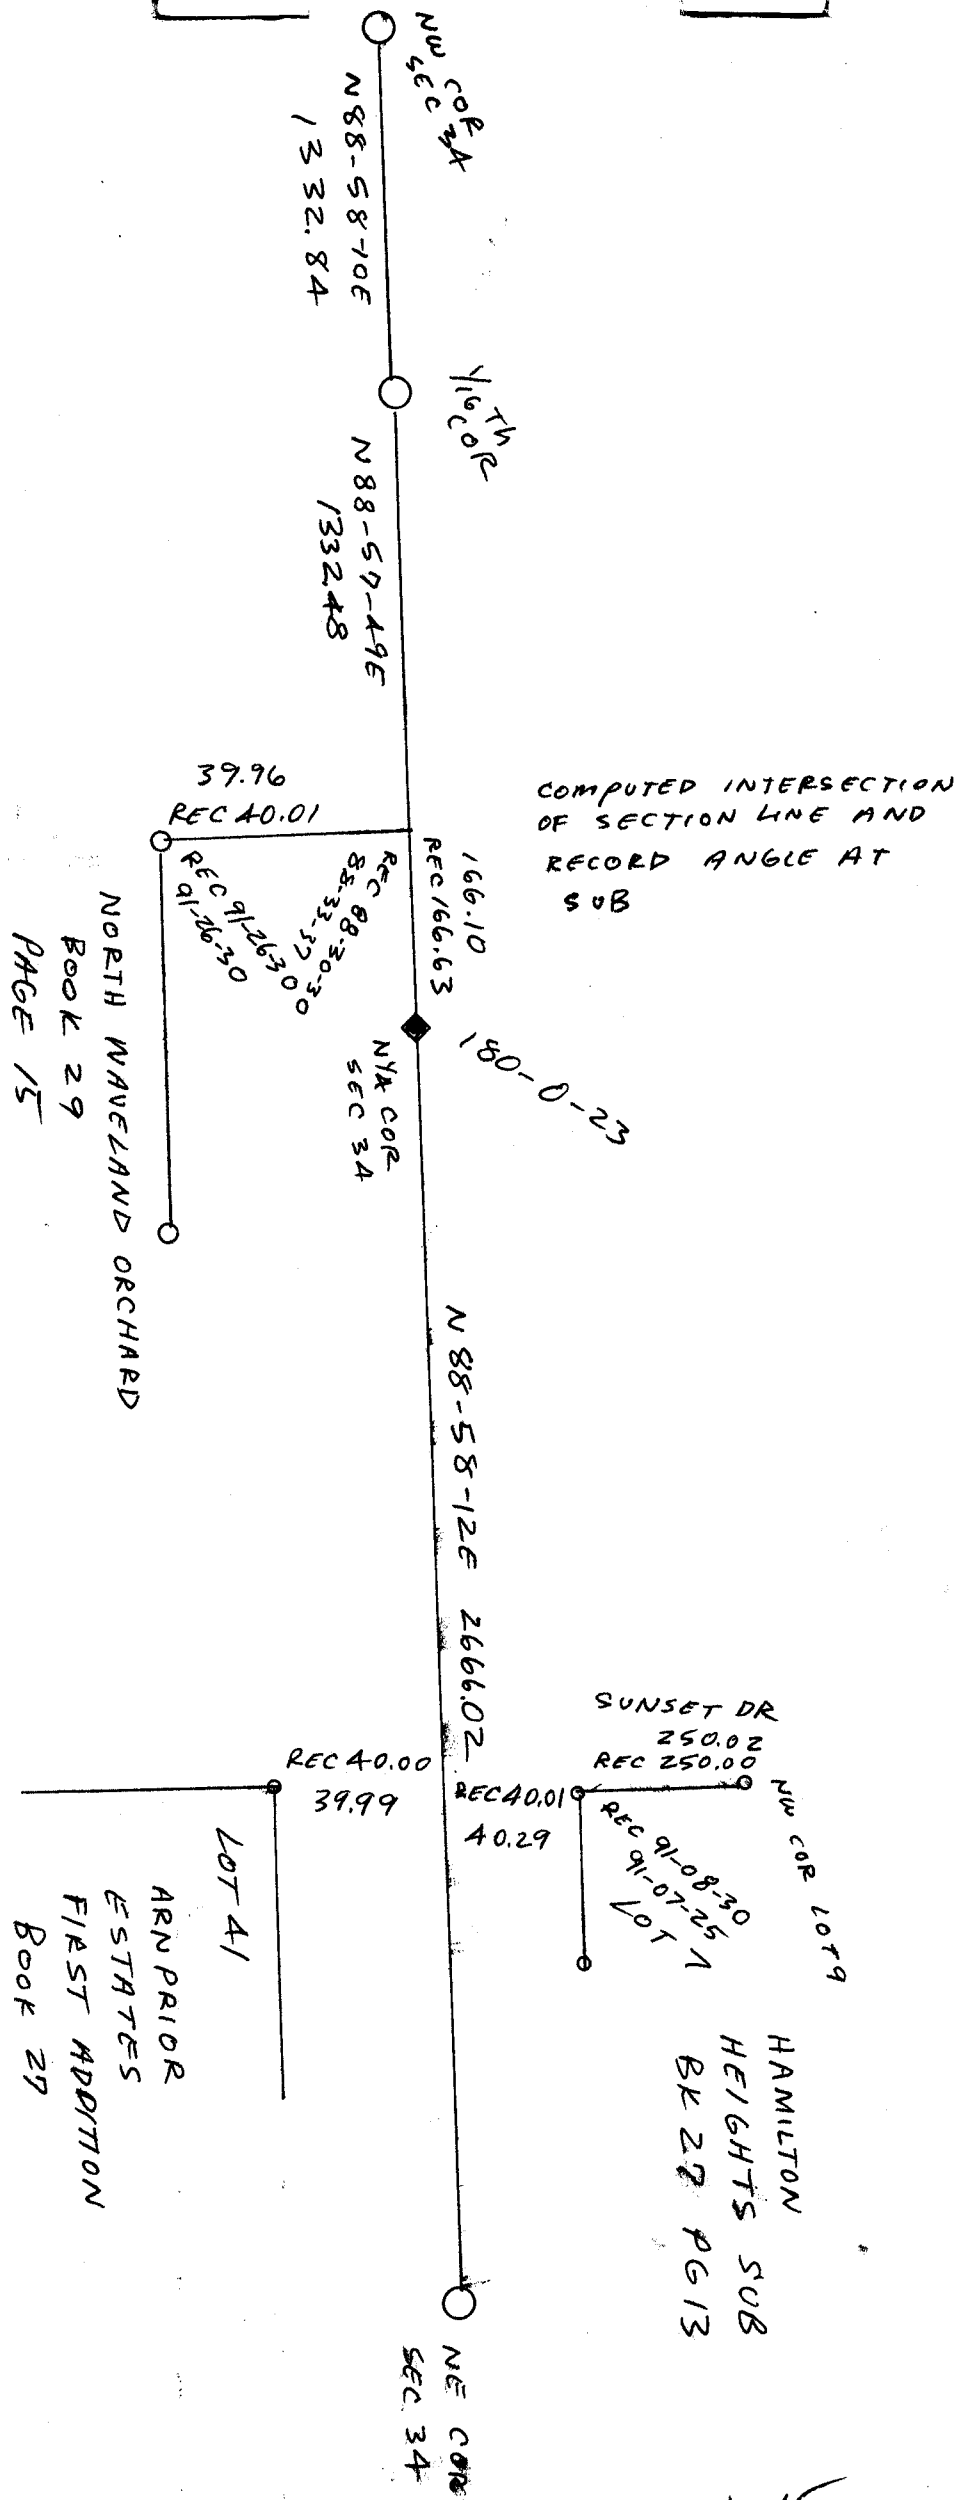 NW COR
SEC 34
N88-58-10E
1332.84
1/16TH
COR
N88-57-49E
1332.48
39.96
REC 40.01
COMPUTED INTERSECTION
OF SECTION LINE AND
RECORD ANGLE AT
SUB
166.10
REC 166.63
REC 88-30-30
88-33-52
REC 91-26-30
91-26-30
180-0-23
N1/4 COR
SEC 34
NORTH WAVELAND ORCHARD
BOOK 29
PAGE 15
N88-58-12E 2666.02
SUNSET DR
250.02
REC 250.00
NW COR LOT 9
REC 40.00
39.99
REC 40.01
40.29
REC 91-08-30
91-07-25
LOT 1
LOT 41
ARNPRIOR
ESTATES
FIRST ADDITION
BOOK 27
HAMILTON
HEIGHTS SUB
BK 27 PG 13
NE COR
SEC 34